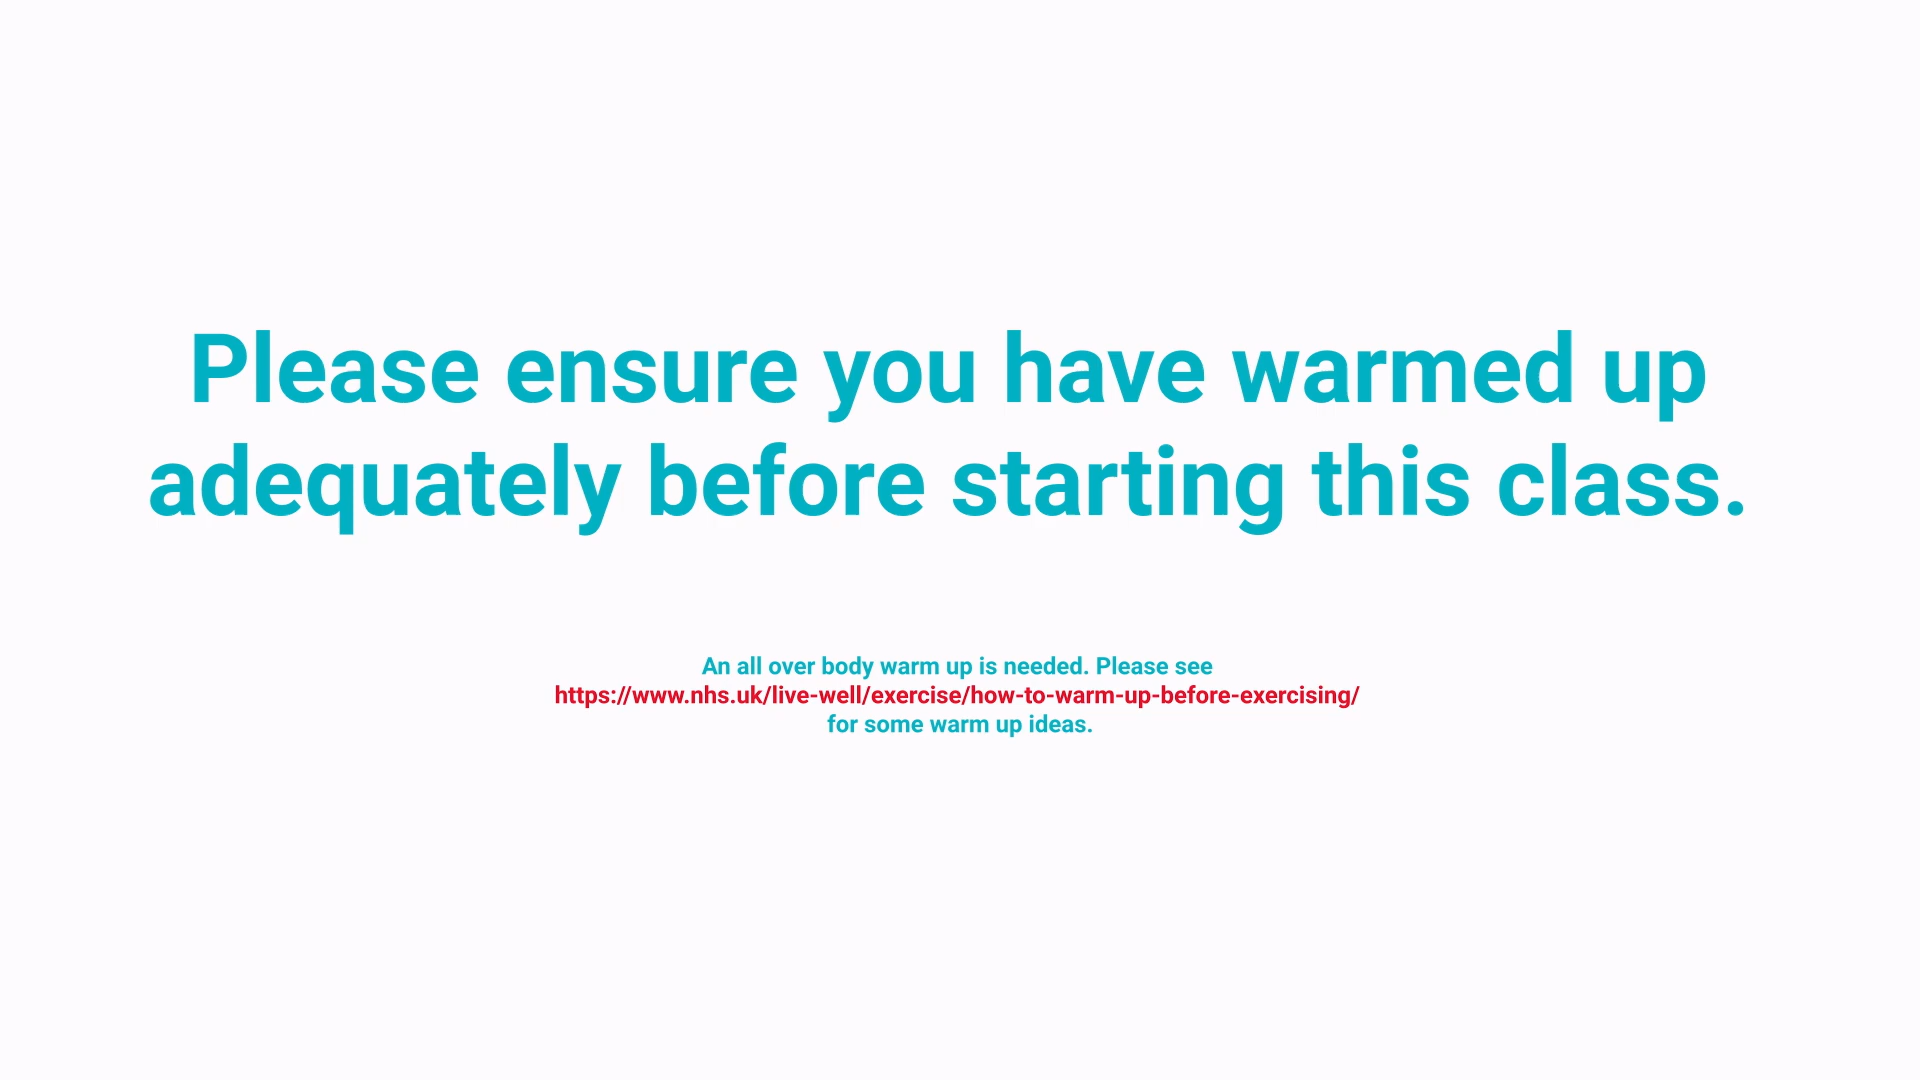 Please ensure you have warmed up
adequately before starting this class.
An all over body warm up is needed. Please see
https://www.nhs.uk/live-well/exercise/how-to-warm-up-before-exercising/
for some warm up ideas.